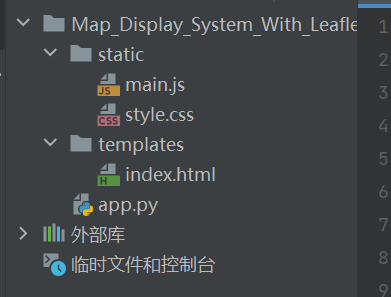 Map_Display_System_With_Leafle
static
JS main.js
CSS style.css
templates
H index.html
app.py
外部库
临时文件和控制台
1
2
3
4
5
6
7
8
9